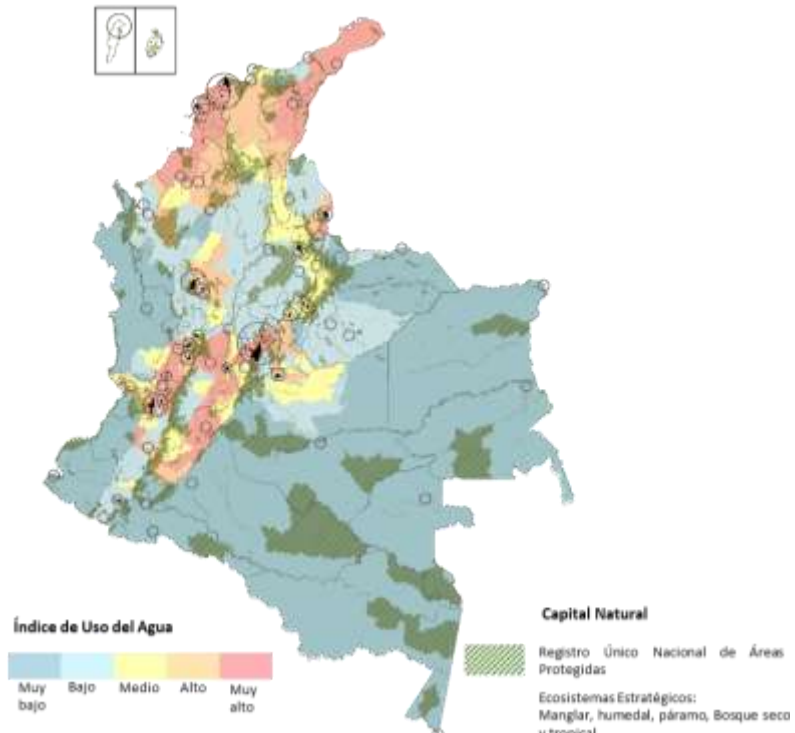 Índice de Uso del Agua
Muy bajo
Bajo
Medio
Alto
Muy alto
Capital Natural
Registro Único Nacional de Áreas
Protegidas
Ecosistemas Estratégicos:
Manglar, humedal, páramo, Bosque seco
y tropical